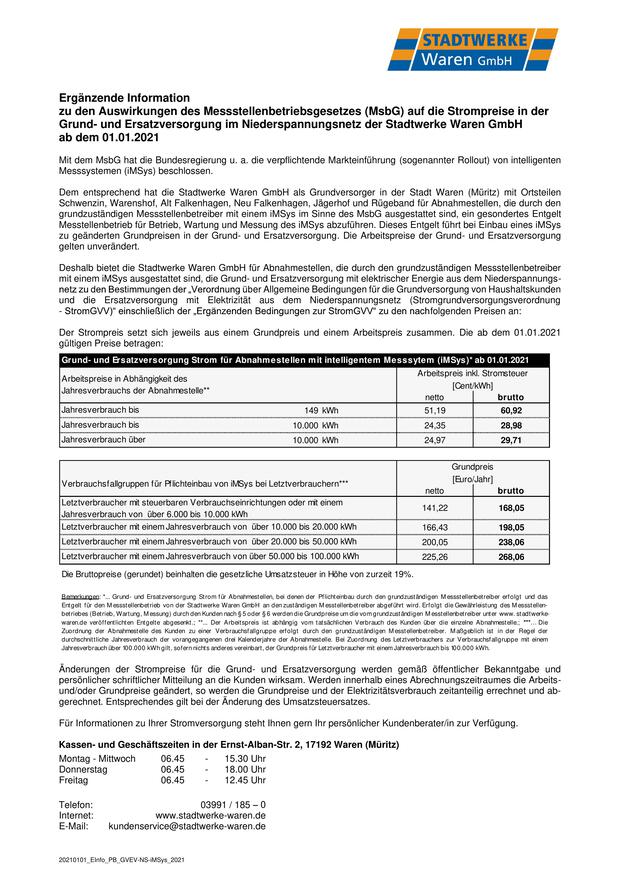 STADTWERKE
Waren GmbH
Ergänzende Information
zu den Auswirkungen des Messstellenbetriebsgesetzes (MsbG) auf die Strompreise in der
Grund- und Ersatzversorgung im Niederspannungsnetz der Stadtwerke Waren GmbH
ab dem 01.01.2021
Mit dem MsbG hat die Bundesregierung u. a. die verpflichtende Markteinführung (sogenannter Rollout) von intelligenten
Messsystemen (iMSys) beschlossen.
Dem entsprechend hat die Stadtwerke Waren GmbH als Grundversorger in der Stadt Waren (Müritz) mit Ortsteilen
Schwenzin, Warenshof, Alt Falkenhagen, Neu Falkenhagen, Jägerhof und Rügeband für Abnahmestellen, die durch den
grundzuständigen Messstellenbetreiber mit einem iMSys im Sinne des MsbG ausgestattet sind, ein gesondertes Entgelt
Messstellenbetrieb für Betrieb, Wartung und Messung des iMSys abzuführen. Dieses Entgelt führt bei Einbau eines iMSys
zu geänderten Grundpreisen in der Grund- und Ersatzversorgung. Die Arbeitspreise der Grund- und Ersatzversorgung
gelten unverändert.
Deshalb bietet die Stadtwerke Waren GmbH für Abnahmestellen, die durch den grundzuständigen Messstellenbetreiber
mit einem iMSys ausgestattet sind, die Grund- und Ersatzversorgung mit elektrischer Energie aus dem Niederspannungs-
netz zu den Bestimmungen der „Verordnung über Allgemeine Bedingungen für die Grundversorgung von Haushaltskunden
und die Ersatzversorgung mit Elektrizität aus dem Niederspannungsnetz (Stromgrundversorgungsverordnung
- StromGVV)“ einschließlich der „Ergänzenden Bedingungen zur StromGVV“ zu den nachfolgenden Preisen an:
Der Strompreis setzt sich jeweils aus einem Grundpreis und einem Arbeitspreis zusammen. Die ab dem 01.01.2021
gültigen Preise betragen:
Grund- und Ersatzversorgung Strom für Abnahmestellen mit intelligentem Messsytem (iMSys)* ab 01.01.2021
Arbeitspreise in Abhängigkeit des
Jahresverbrauchs der Abnahmestelle**
Arbeitspreis inkl. Stromsteuer
[Cent/kWh]
netto brutto
Jahresverbrauch bis 149 kWh 51,19 60,92
Jahresverbrauch bis 10.000 kWh 24,35 28,98
Jahresverbrauch über 10.000 kWh 24,97 29,71
Verbrauchsfallgruppen für Pflichteinbau von iMSys bei Letztverbrauchern***
Grundpreis
[Euro/Jahr]
netto brutto
Letztverbraucher mit steuerbaren Verbrauchseinrichtungen oder mit einem
Jahresverbrauch von über 6.000 bis 10.000 kWh 141,22 168,05
Letztverbraucher mit einem Jahresverbrauch von über 10.000 bis 20.000 kWh 166,43 198,05
Letztverbraucher mit einem Jahresverbrauch von über 20.000 bis 50.000 kWh 200,05 238,06
Letztverbraucher mit einem Jahresverbrauch von über 50.000 bis 100.000 kWh 225,26 268,06
Die Bruttopreise (gerundet) beinhalten die gesetzliche Umsatzsteuer in Höhe von zurzeit 19%.
Bemerkungen: *... Grund- und Ersatzversorgung Strom für Abnahmestellen, bei denen der Pflichteinbau durch den grundzuständigen Messstellenbetreiber erfolgt und das
Entgelt für den Messstellenbetrieb von der Stadtwerke Waren GmbH an den zuständigen Messstellenbetreiber abgeführt wird. Erfolgt die Gewährleistung des Messstellen-
betriebes (Betrieb, Wartung, Messung) durch den Kunden nach § 5 oder § 6 werden die Grundpreise um die vom grundzuständigen Messstellenbetreiber unter www. stadtwerke-
waren.de veröffentlichten Entgelte abgesenkt.; **... Der Arbeitspreis ist abhängig vom tatsächlichen Verbrauch des Kunden über die einzelne Abnahmestelle.; ***... Die
Zuordnung der Abnahmestelle des Kunden zu einer Verbrauchsfallgruppe erfolgt durch den grundzuständigen Messstellenbetreiber. Maßgeblich ist in der Regel der
durchschnittliche Jahresverbrauch der vorangegangenen drei Kalenderjahre der Abnahmestelle. Bei Zuordnung des Letztverbrauchers zur Verbrauchsfallgruppe mit einem
Jahresverbrauch über 100.000 kWh gilt, sofern nichts anderes vereinbart, der Grundpreis für Letztverbraucher mit einem Jahresverbrauch bis 100.000 kWh.
Änderungen der Strompreise für die Grund- und Ersatzversorgung werden gemäß öffentlicher Bekanntgabe und
persönlicher schriftlicher Mitteilung an die Kunden wirksam. Werden innerhalb eines Abrechnungszeitraumes die Arbeits-
und/oder Grundpreise geändert, so werden die Grundpreise und der Elektrizitätsverbrauch zeitanteilig errechnet und ab-
gerechnet. Entsprechendes gilt bei der Änderung des Umsatzsteuersatzes.
Für Informationen zu Ihrer Stromversorgung steht Ihnen gern Ihr persönlicher Kundenberater/in zur Verfügung.
Kassen- und Geschäftszeiten in der Ernst-Alban-Str. 2, 17192 Waren (Müritz)
Montag - Mittwoch 06.45 - 15.30 Uhr
Donnerstag 06.45 - 18.00 Uhr
Freitag 06.45 - 12.45 Uhr
Telefon: 03991 / 185 – 0
Internet: www.stadtwerke-waren.de
E-Mail: kundenservice@stadtwerke-waren.de
20210101_EInfo_PB_GVEV-NS-iMSys_2021